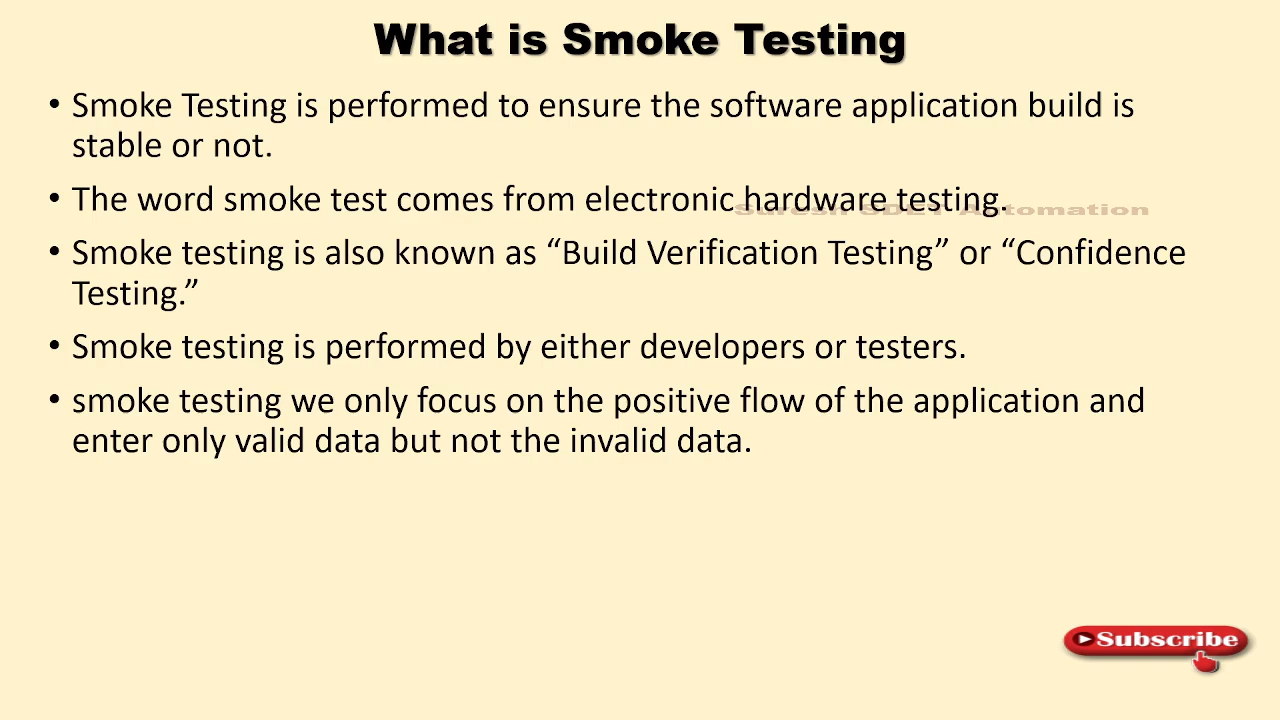 What is Smoke Testing
• Smoke Testing is performed to ensure the software application build is
stable or not.
• The word smoke test comes from electronic hardware testing.
Suresh SDET Automation
• Smoke testing is also known as “Build Verification Testing” or “Confidence
Testing.”
• Smoke testing is performed by either developers or testers.
• smoke testing we only focus on the positive flow of the application and
enter only valid data but not the invalid data.
Subscribe